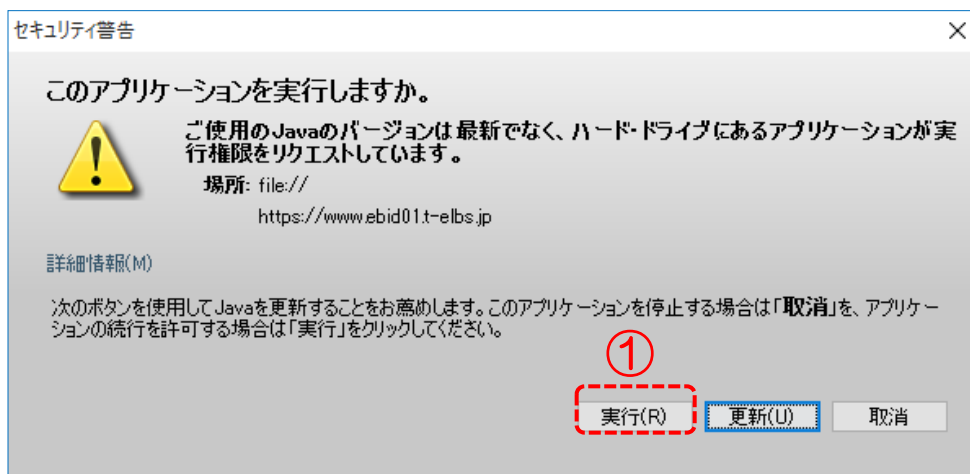 セキュリティ警告
このアプリケーションを実行しますか。
ご使用のJavaのバージョンは最新でなく、ハード・ドライブにあるアプリケーションが実
行権限をリクエストしています。
場所: file://
https://www.ebid01.t-elbs.jp
詳細情報(M)
次のボタンを使用してJavaを更新することをお薦めします。このアプリケーションを停止する場合は「取消」を、アプリケー
ションの続行を許可する場合は「実行」をクリックしてください。
①
実行(R) 更新(U) 取消